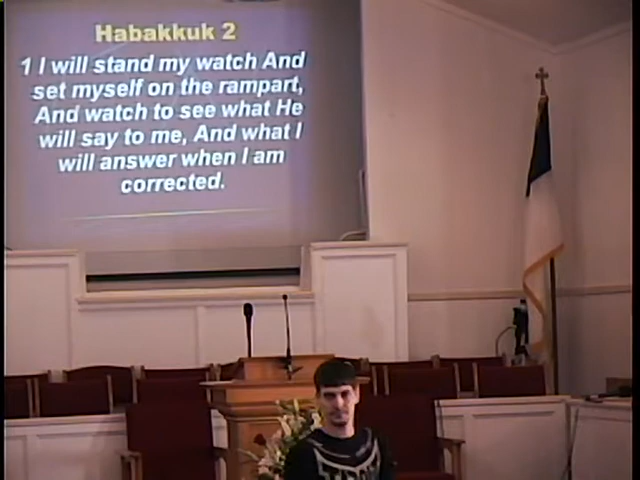 Habakkuk 2
1 I will stand my watch And
set myself on the rampart,
And watch to see what He
will say to me, And what I
will answer when I am
corrected.